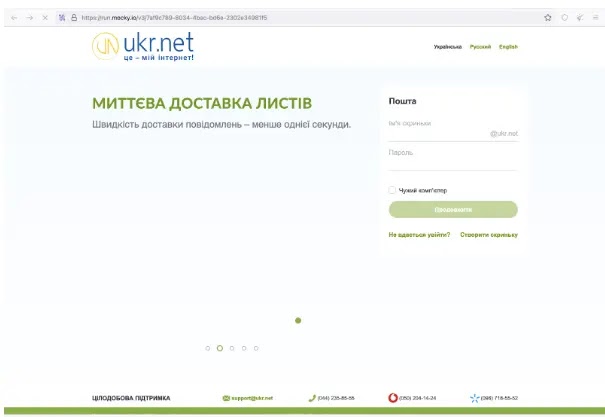 https://run.mocky.io/v3/7af9c789-6034-4bac-bd6e-2302e34981f5
ukr.net
це – мій інтернет!
Українська Русский English
МИТТЄВА ДОСТАВКА ЛИСТІВ
Швидкість доставки повідомлень – менше однієї секунди.
Пошта
Ім'я скриньки
@ukr.net
Пароль
Чужий комп'ютер
Продовжити
Не вдається увійти? Створити скриньку
ЦІЛОДОБОВА ПІДТРИМКА support@ukr.net (044) 235-85-55 (050) 204-14-24 (098) 718-55-52